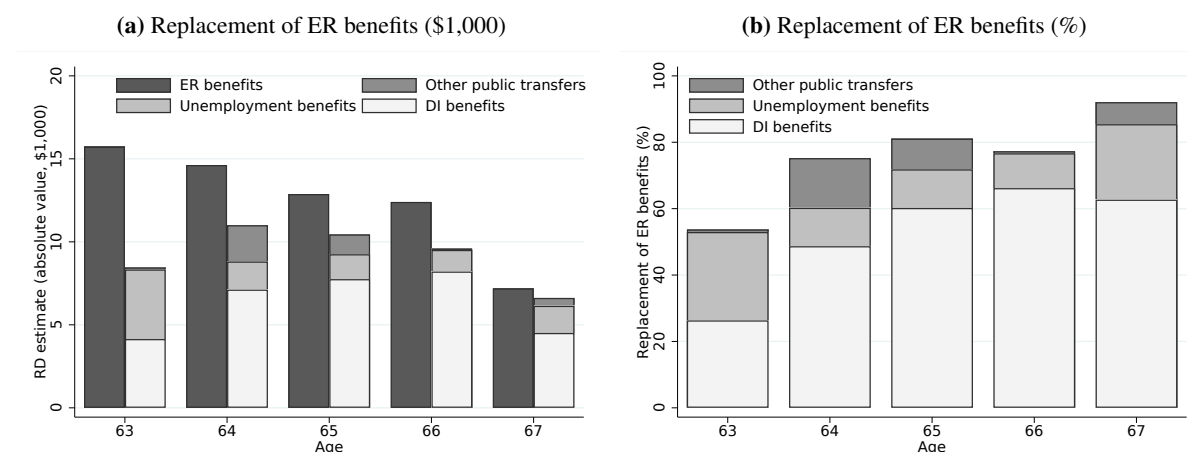 (a) Replacement of ER benefits ($1,000)
RD estimate (absolute value, $1,000)
20
15
10
5
0
ER benefits
Other public transfers
Unemployment benefits
DI benefits
63 64 65 66 67
Age
(b) Replacement of ER benefits (%)
Replacement of ER benefits (%)
100
80
60
40
20
0
Other public transfers
Unemployment benefits
DI benefits
63 64 65 66 67
Age